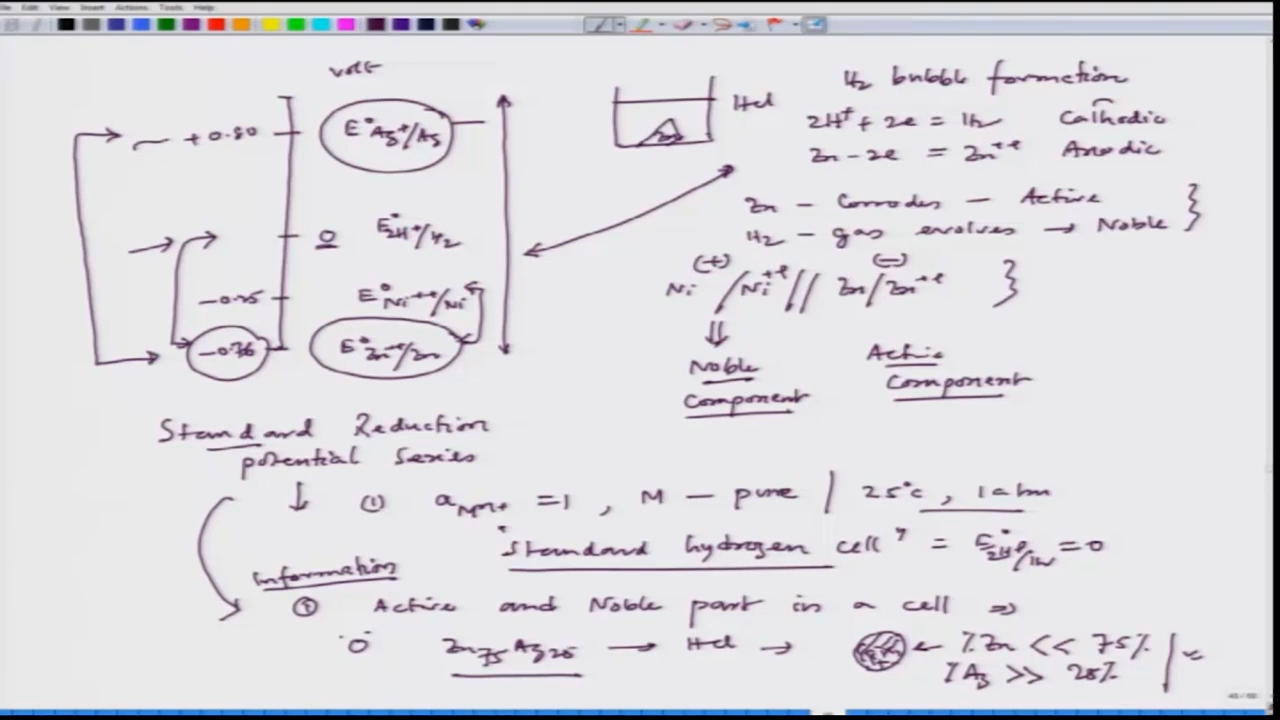 Edit View Insert Actions Tools Help
volt
+0.80 E°Ag+/Ag
0 E°2H+/H2
-0.25 E°Ni++/Ni
-0.76 E°Zn++/Zn
Standard Reduction
potential Series
Zn
Hcl
H2 bubble formation
2H+ + 2e = H2 Cathodic
Zn - 2e = Zn++ Anodic
Zn - Corrodes - Active
H2 - gas evolves → Noble
(+) (-)
Ni / Ni++ // Zn/Zn++
Noble
Component
Active
Component
① aMn+ = 1, M - pure | 25°c, 1 atm
"Standard hydrogen cell" = E°2H+/H2 = 0
Information
① Active and Noble part in a cell ⇒
Zn75Ag25 → Hcl → ← %Zn << 75%
%Ag >> 25%